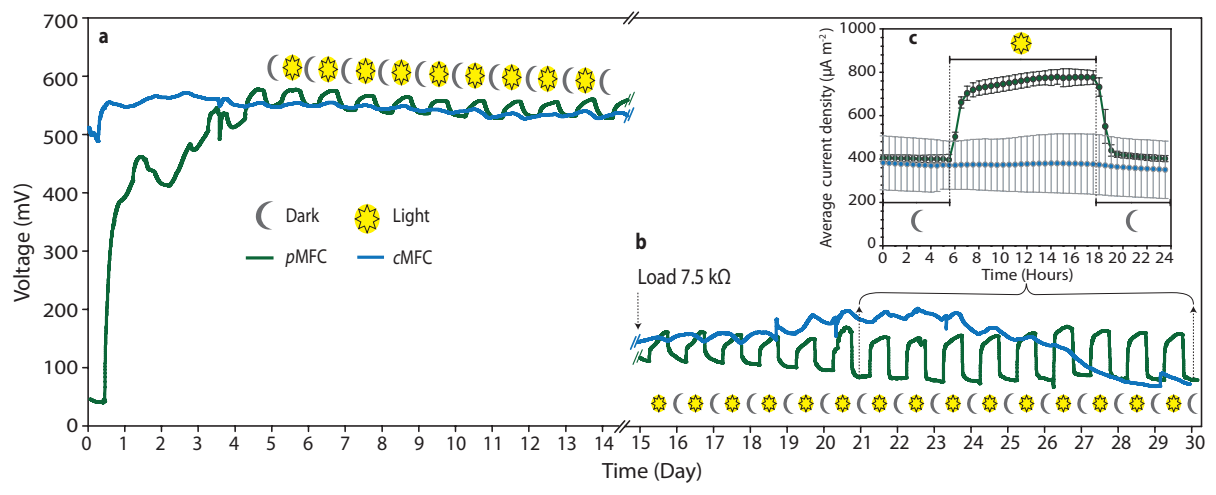 a
Voltage (mV)
700
600
500
400
300
200
100
0
Dark
Light
pMFC
cMFC
0 1 2 3 4 5 6 7 8 9 10 11 12 13 14
b
Load 7.5 kΩ
15 16 17 18 19 20 21 22 23 24 25 26 27 28 29 30
Time (Day)
c
Average current density (µA m⁻²)
1000
800
600
400
200
0
0 2 4 6 8 10 12 14 16 18 20 22 24
Time (Hours)